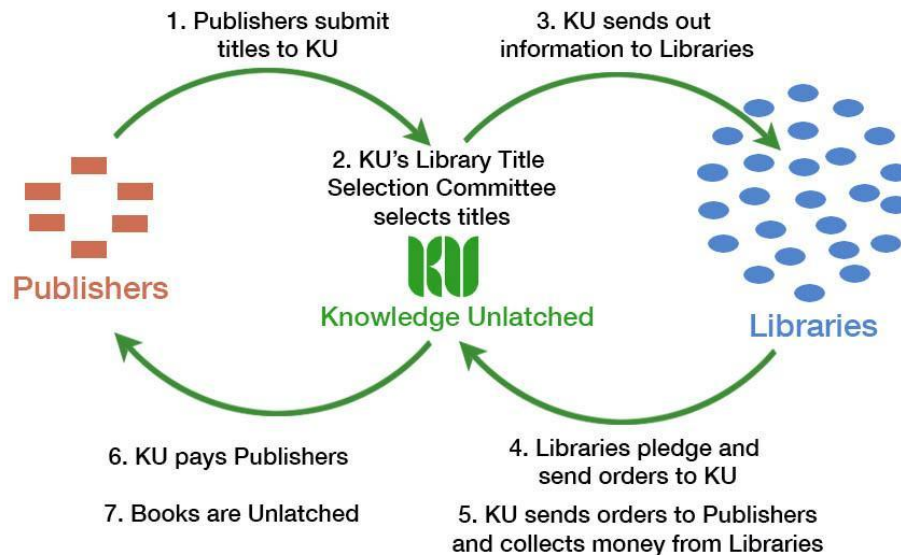 1. Publishers submit
titles to KU
3. KU sends out
information to Libraries
2. KU's Library Title
Selection Committee
selects titles
KU
Knowledge Unlatched
Publishers
Libraries
6. KU pays Publishers
7. Books are Unlatched
4. Libraries pledge and
send orders to KU
5. KU sends orders to Publishers
and collects money from Libraries